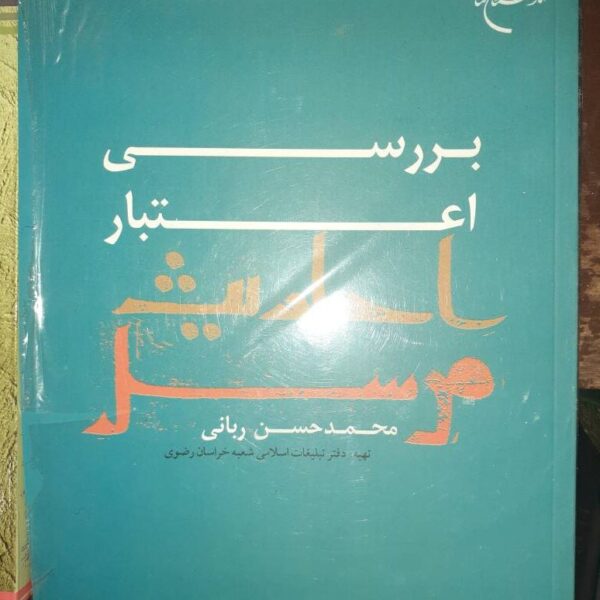 بررسی
اعتبار
احادیث
مرسل
محمدحسن ربانی
تهیه: دفتر تبلیغات اسلامی شعبه خراسان رضوی